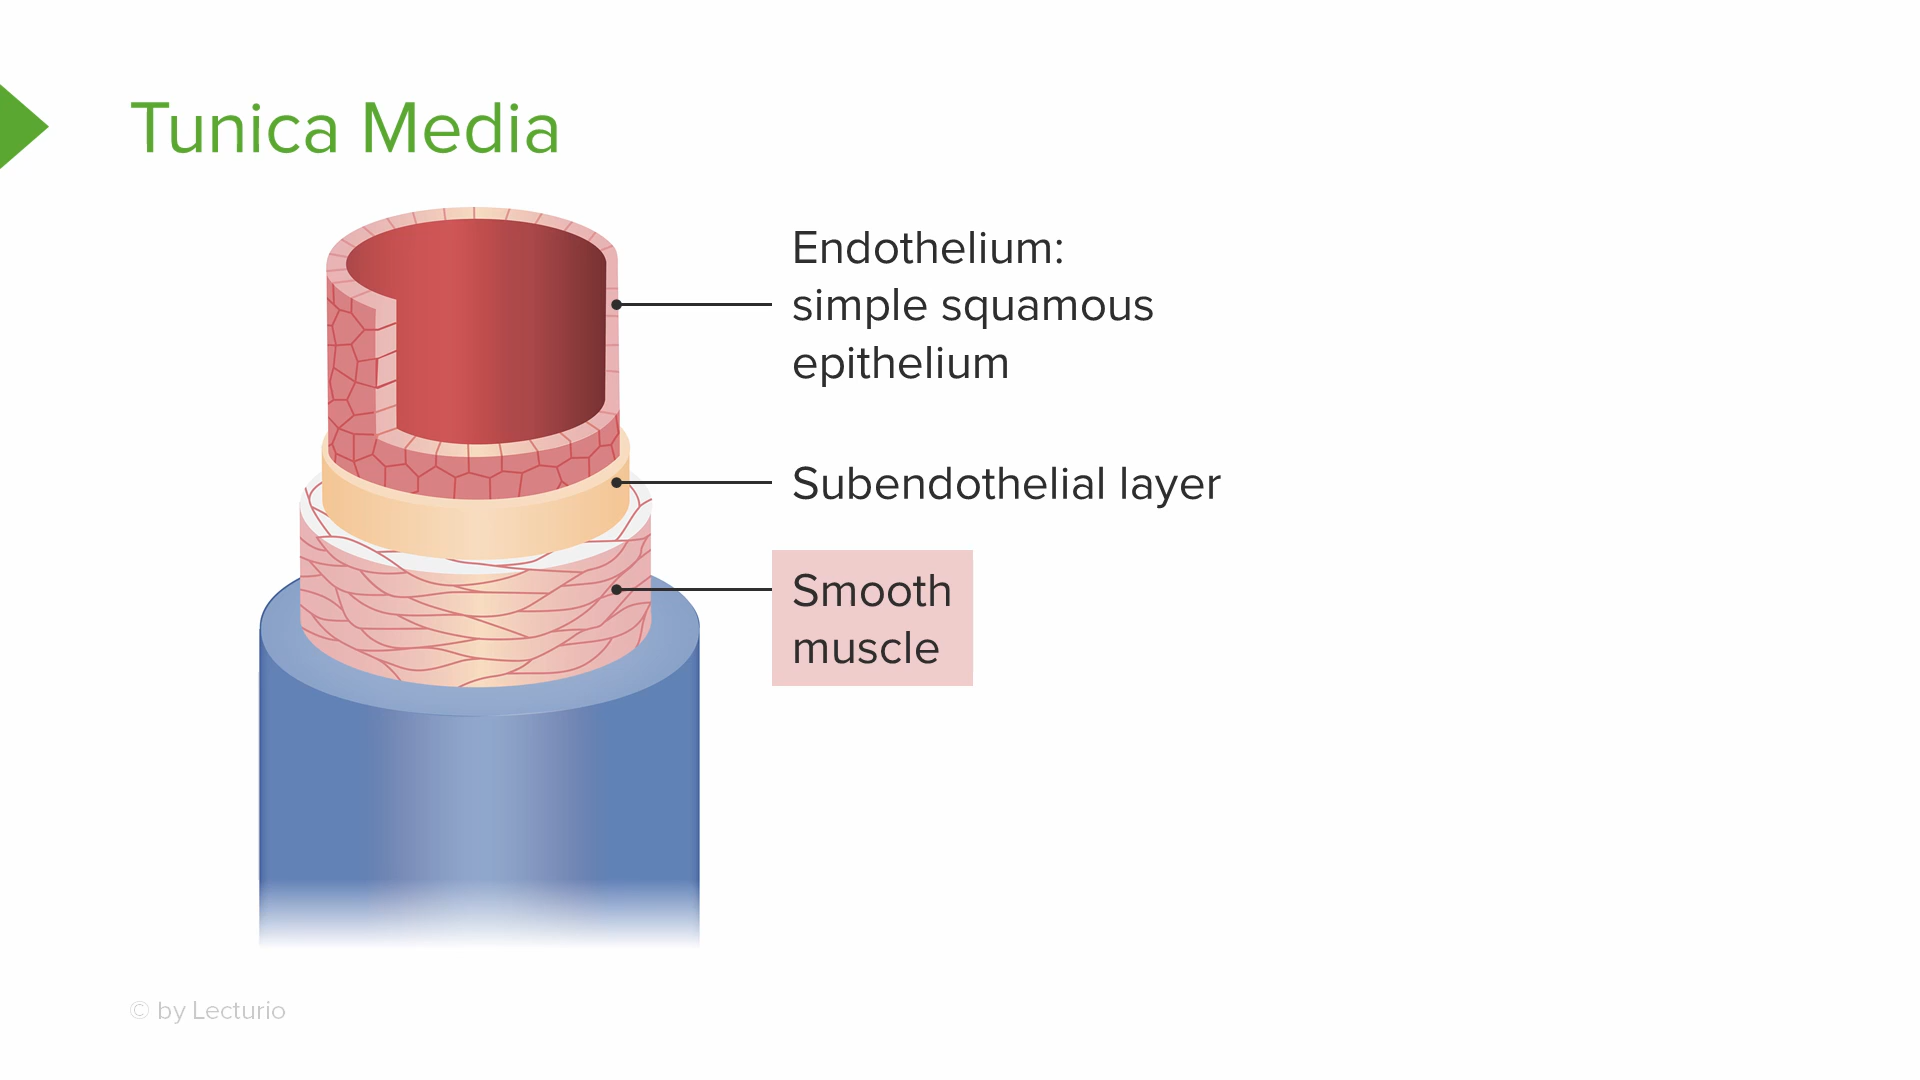 Tunica Media
Endothelium:
simple squamous
epithelium
Subendothelial layer
Smooth
muscle
© by Lecturio